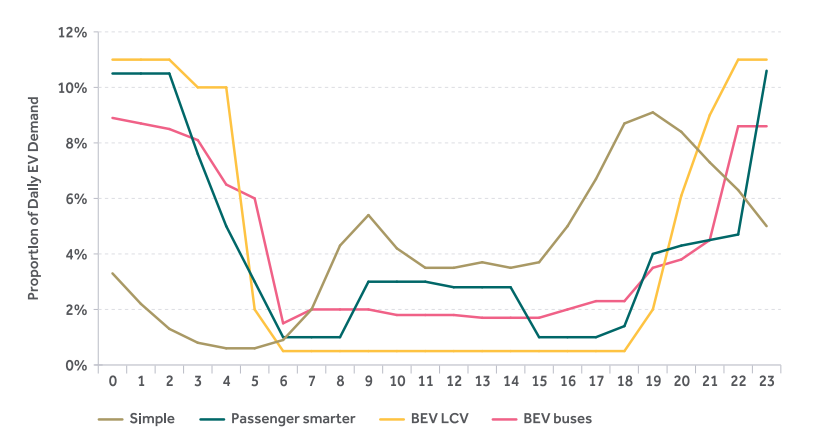 12%
10%
8%
6%
4%
2%
0%
Proportion of Daily EV Demand
0 1 2 3 4 5 6 7 8 9 10 11 12 13 14 15 16 17 18 19 20 21 22 23
Simple Passenger smarter BEV LCV BEV buses